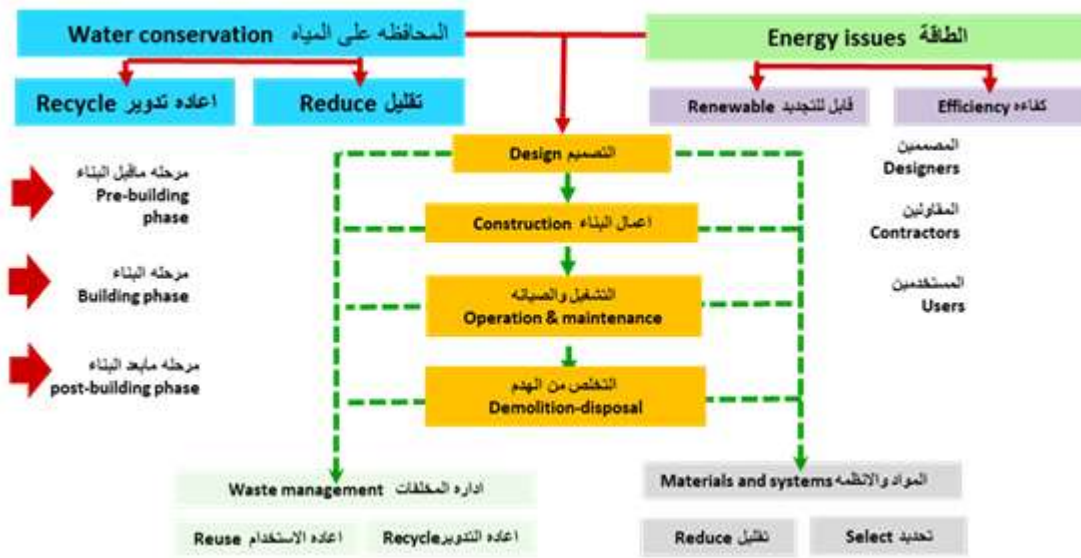 Water conservation المحافظه على المياه
Energy issues الطاقة
Recycle اعاده تدوير
Reduce تقليل
Renewable قابل للتجديد
Efficiency كفاءه
Design التصميم
المصممين
Designers
مرحله ماقبل البناء
Pre-building
phase
Construction اعمال البناء
المقاولين
Contractors
مرحله البناء
Building phase
التشغيل والصيانه
Operation & maintenance
المستخدمين
Users
مرحله مابعد البناء
post-building phase
التخلص من الهدم
Demolition-disposal
Waste management اداره المخلفات
Materials and systems المواد والانظمه
Reuse اعاده الاستخدام
Recycle اعاده التدوير
Reduce تقليل
Select تحديد